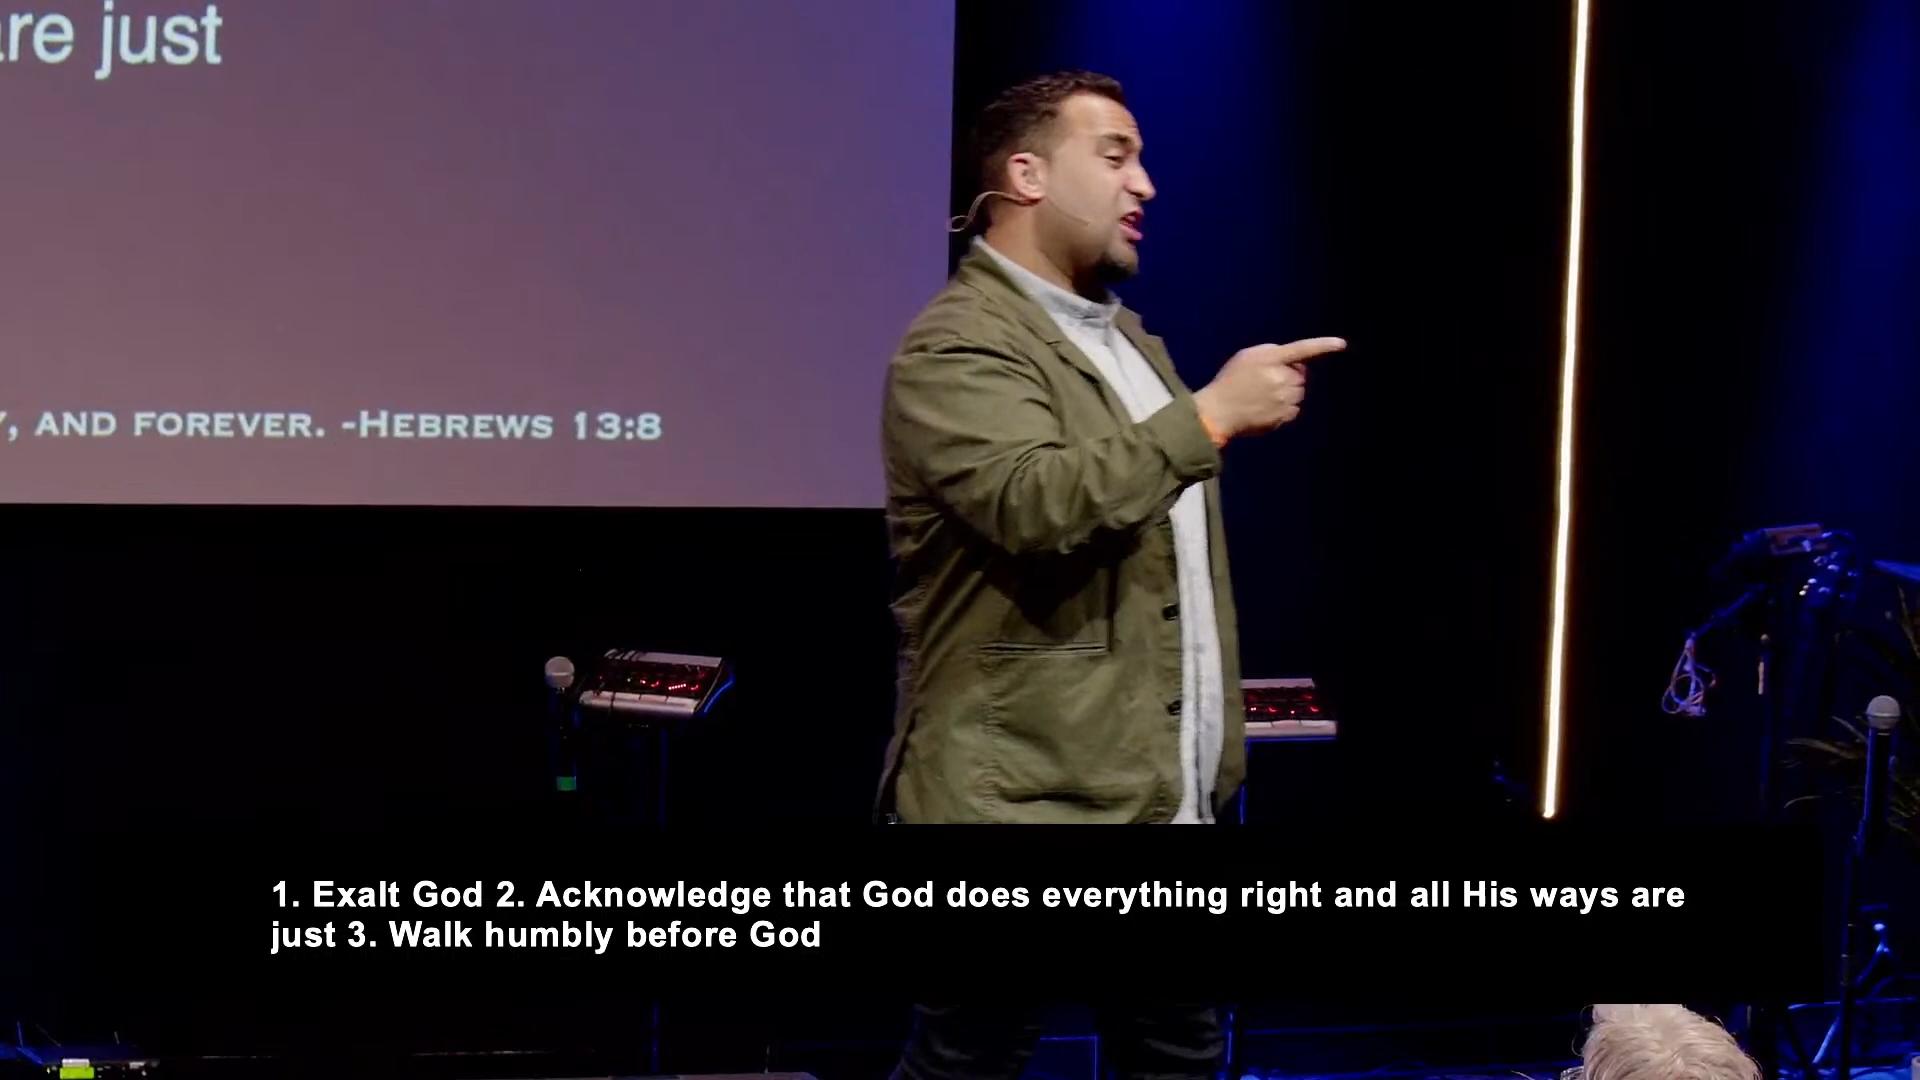 are just
, AND FOREVER. -HEBREWS 13:8
1. Exalt God 2. Acknowledge that God does everything right and all His ways are
just 3. Walk humbly before God